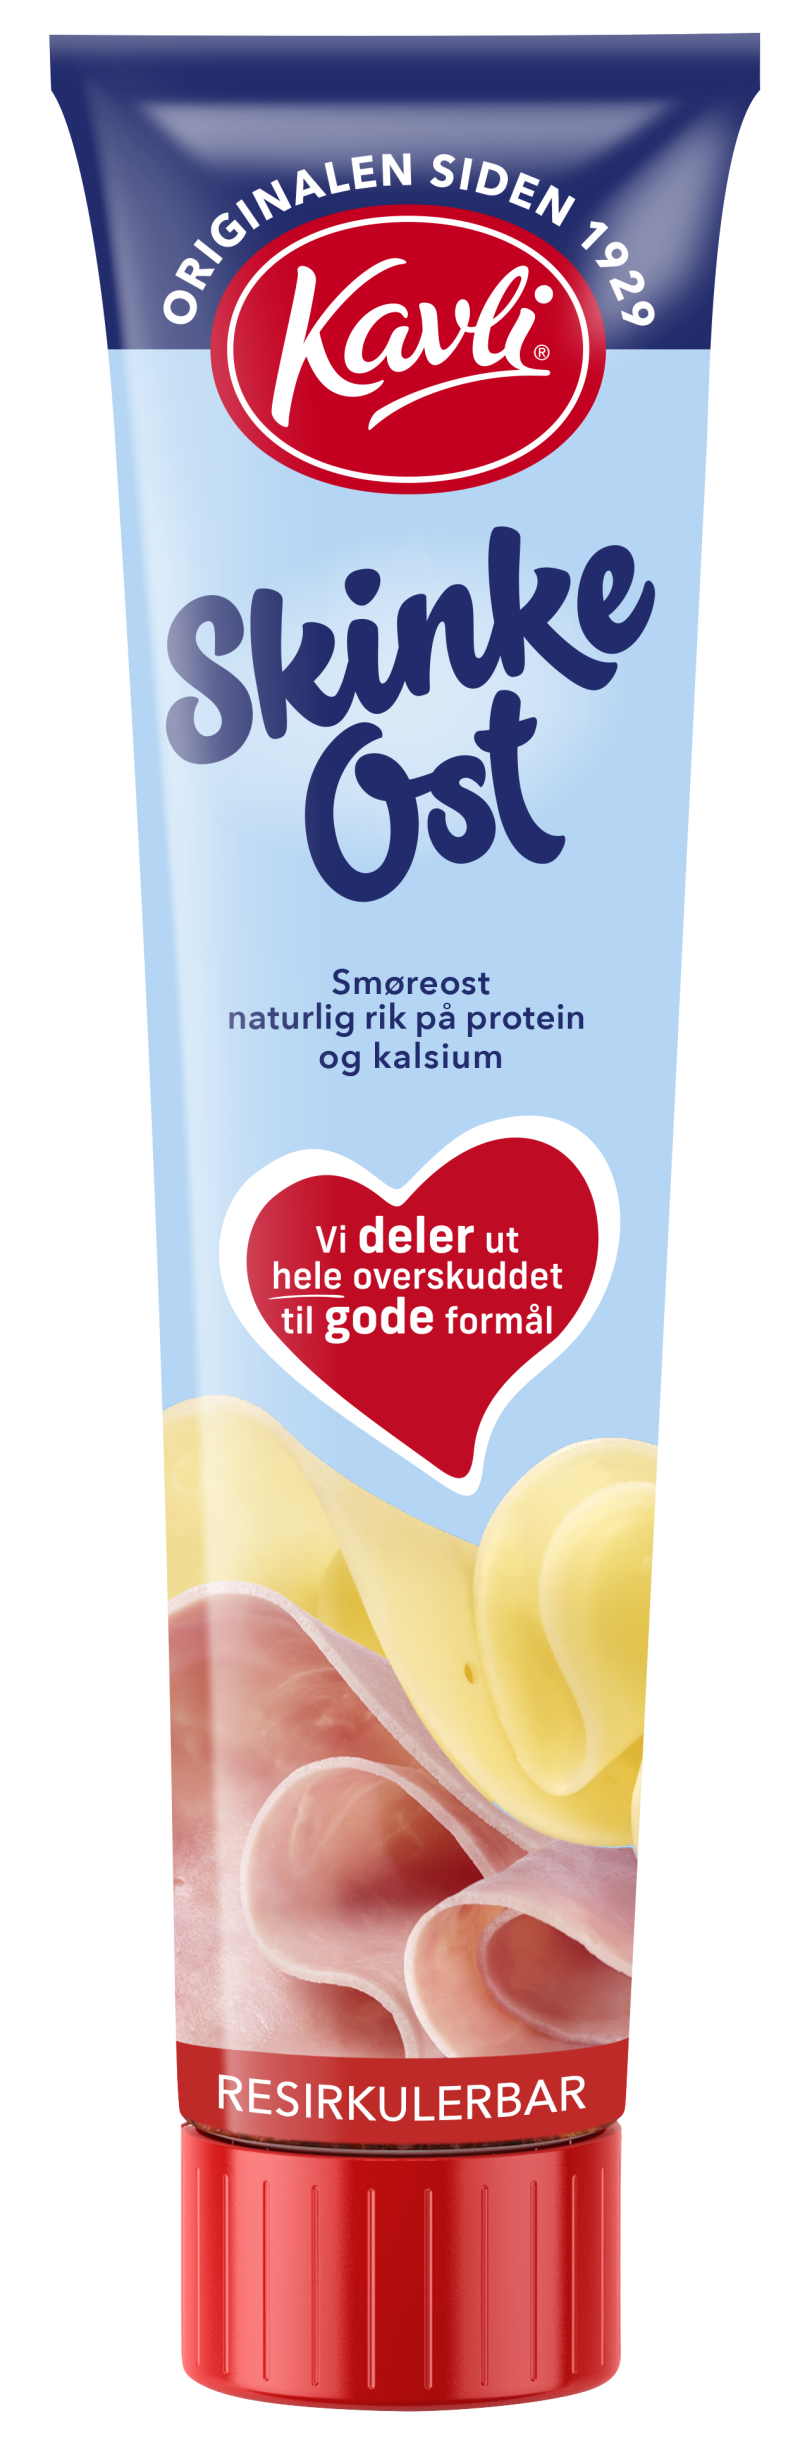 ORIGINALEN SIDEN 1929
Kavli®
Skinke
Ost
Smøreost
naturlig rik på protein
og kalsium
Vi deler ut
hele overskuddet
til gode formål
RESIRKULERBAR